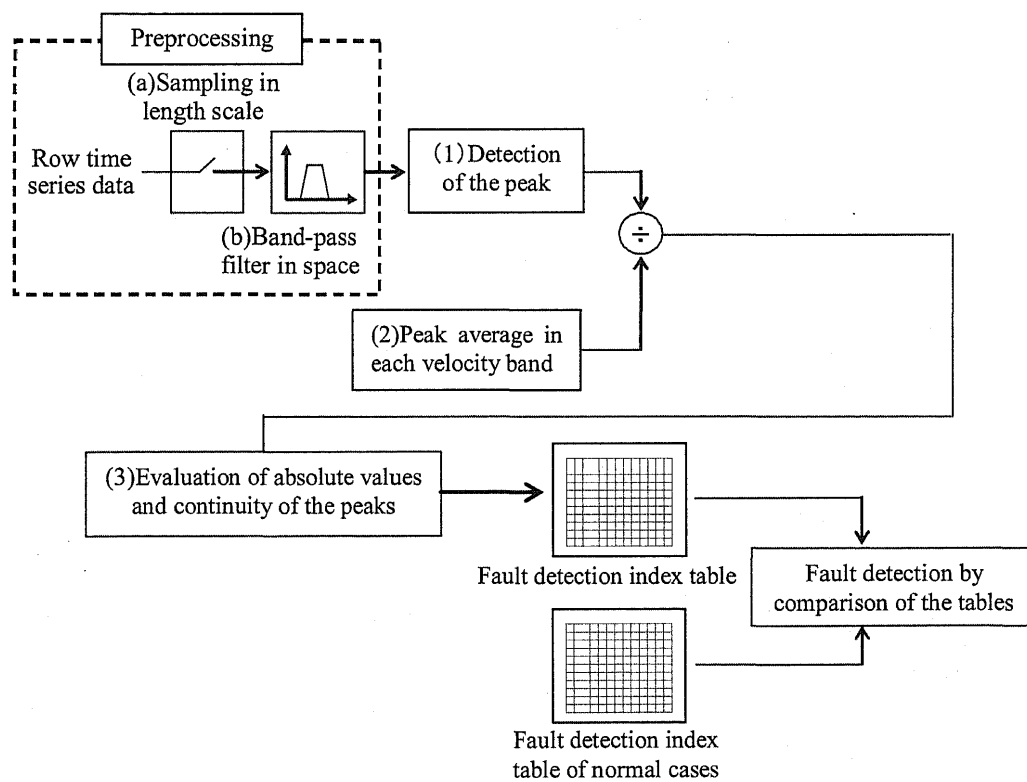 Preprocessing
(a)Sampling in
length scale
Row time
series data
(b)Band-pass
filter in space
(1)Detection
of the peak
÷
(2)Peak average in
each velocity band
(3)Evaluation of absolute values
and continuity of the peaks
Fault detection index table
Fault detection by
comparison of the tables
Fault detection index
table of normal cases